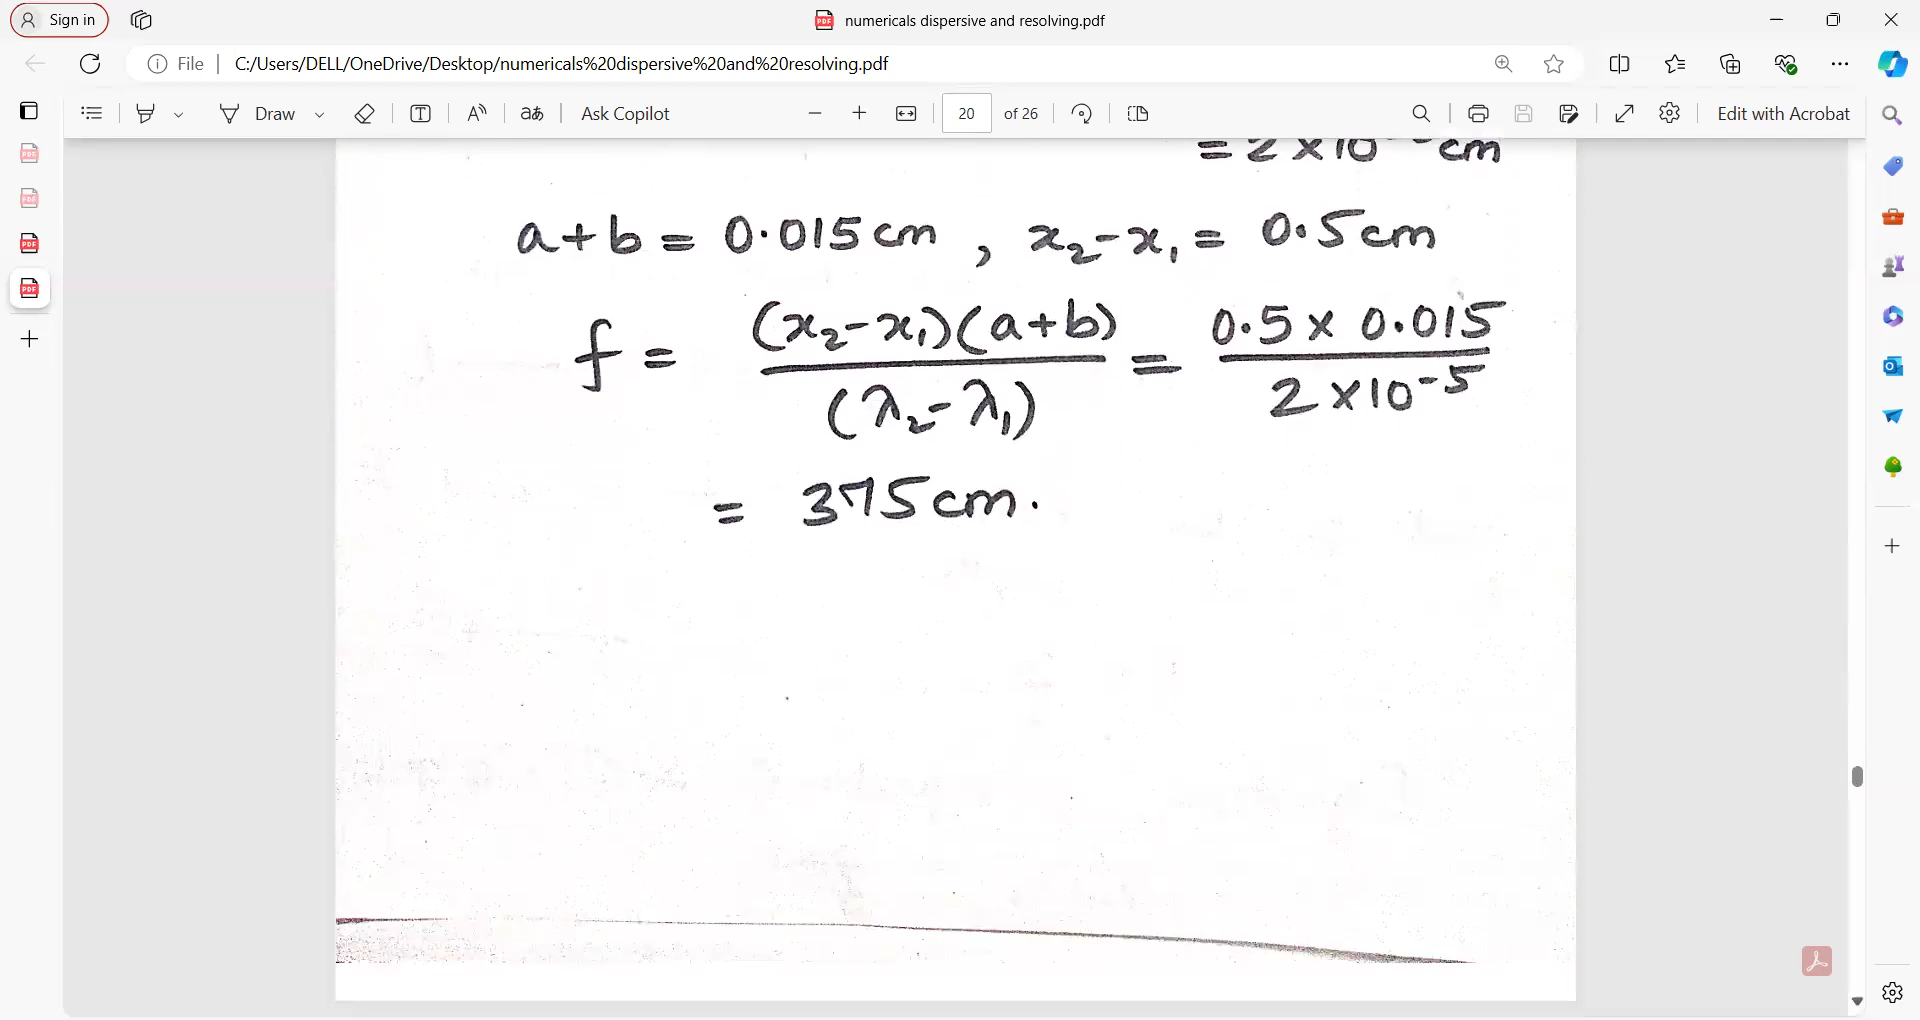 Sign in
numericals dispersive and resolving.pdf
File
C:/Users/DELL/OneDrive/Desktop/numericals%20dispersive%20and%20resolving.pdf
Draw
Ask Copilot
20 of 26
Edit with Acrobat
a+b = 0.015 cm , x₂-x₁ = 0.5 cm
f = (x₂-x₁)(a+b) / (λ₂-λ₁) = 0.5 × 0.015 / 2 × 10⁻⁵
= 375 cm.